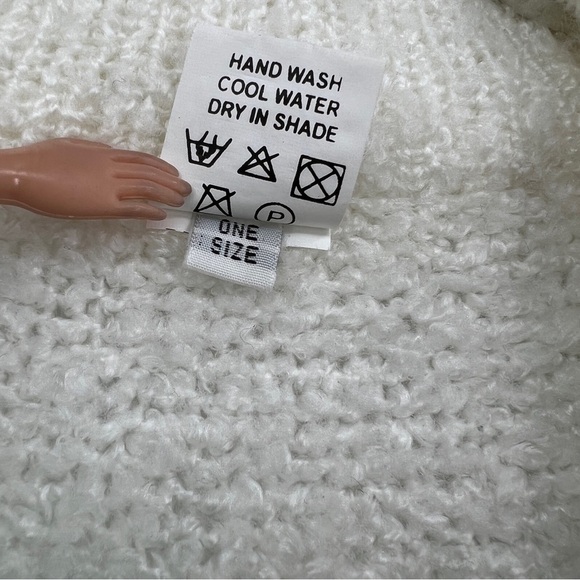 HAND WASH
COOL WATER
DRY IN SHADE
P
ONE
SIZE